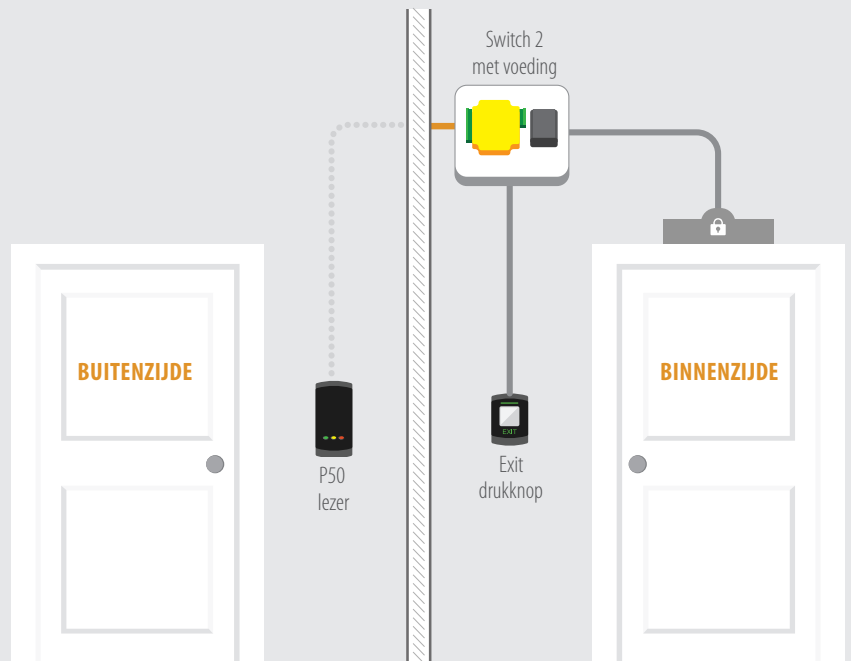 Switch 2
met voeding
BUITENZIJDE
BINNENZIJDE
EXIT
P50
lezer
Exit
drukknop